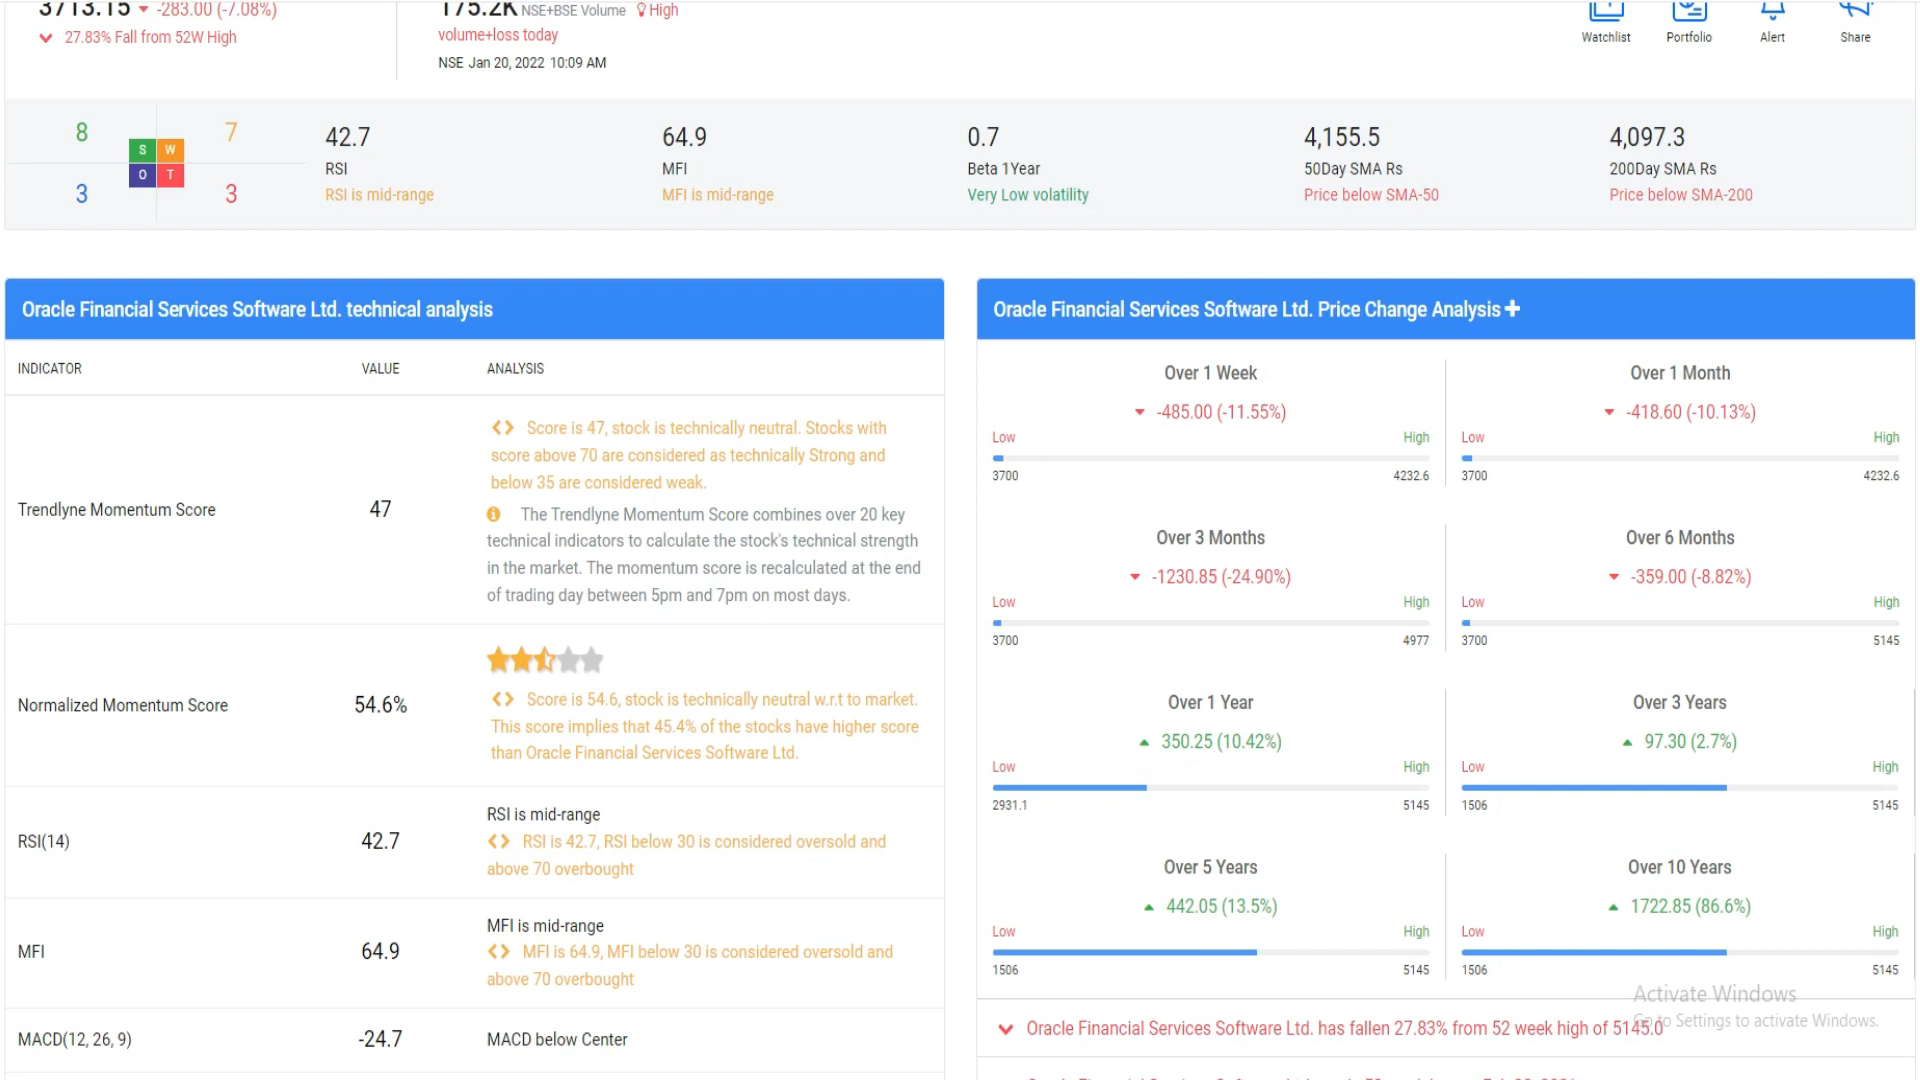 3713.15 -283.00 (-7.08%)
27.83% Fall from 52W High
175.2K NSE+BSE Volume High
volume+loss today
NSE Jan 20, 2022 10:09 AM
Watchlist Portfolio Alert Share
8 7
S W
O T
3 3
42.7
RSI
RSI is mid-range
64.9
MFI
MFI is mid-range
0.7
Beta 1Year
Very Low volatility
4,155.5
50Day SMA Rs
Price below SMA-50
4,097.3
200Day SMA Rs
Price below SMA-200
Oracle Financial Services Software Ltd. technical analysis
INDICATOR VALUE ANALYSIS
Trendlyne Momentum Score 47
Score is 47, stock is technically neutral. Stocks with
score above 70 are considered as technically Strong and
below 35 are considered weak.
The Trendlyne Momentum Score combines over 20 key
technical indicators to calculate the stock's technical strength
in the market. The momentum score is recalculated at the end
of trading day between 5pm and 7pm on most days.
Normalized Momentum Score 54.6%
Score is 54.6, stock is technically neutral w.r.t to market.
This score implies that 45.4% of the stocks have higher score
than Oracle Financial Services Software Ltd.
RSI(14) 42.7
RSI is mid-range
RSI is 42.7, RSI below 30 is considered oversold and
above 70 overbought
MFI 64.9
MFI is mid-range
MFI is 64.9, MFI below 30 is considered oversold and
above 70 overbought
MACD(12, 26, 9) -24.7 MACD below Center
Oracle Financial Services Software Ltd. Price Change Analysis
Over 1 Week
-485.00 (-11.55%)
Low High
3700 4232.6
Over 1 Month
-418.60 (-10.13%)
Low High
3700 4232.6
Over 3 Months
-1230.85 (-24.90%)
Low High
3700 4977
Over 6 Months
-359.00 (-8.82%)
Low High
3700 5145
Over 1 Year
350.25 (10.42%)
Low High
2931.1 5145
Over 3 Years
97.30 (2.7%)
Low High
1506 5145
Over 5 Years
442.05 (13.5%)
Low High
1506 5145
Over 10 Years
1722.85 (86.6%)
Low High
1506 5145
Oracle Financial Services Software Ltd. has fallen 27.83% from 52 week high of 5145.0
Activate Windows
Go to Settings to activate Windows.